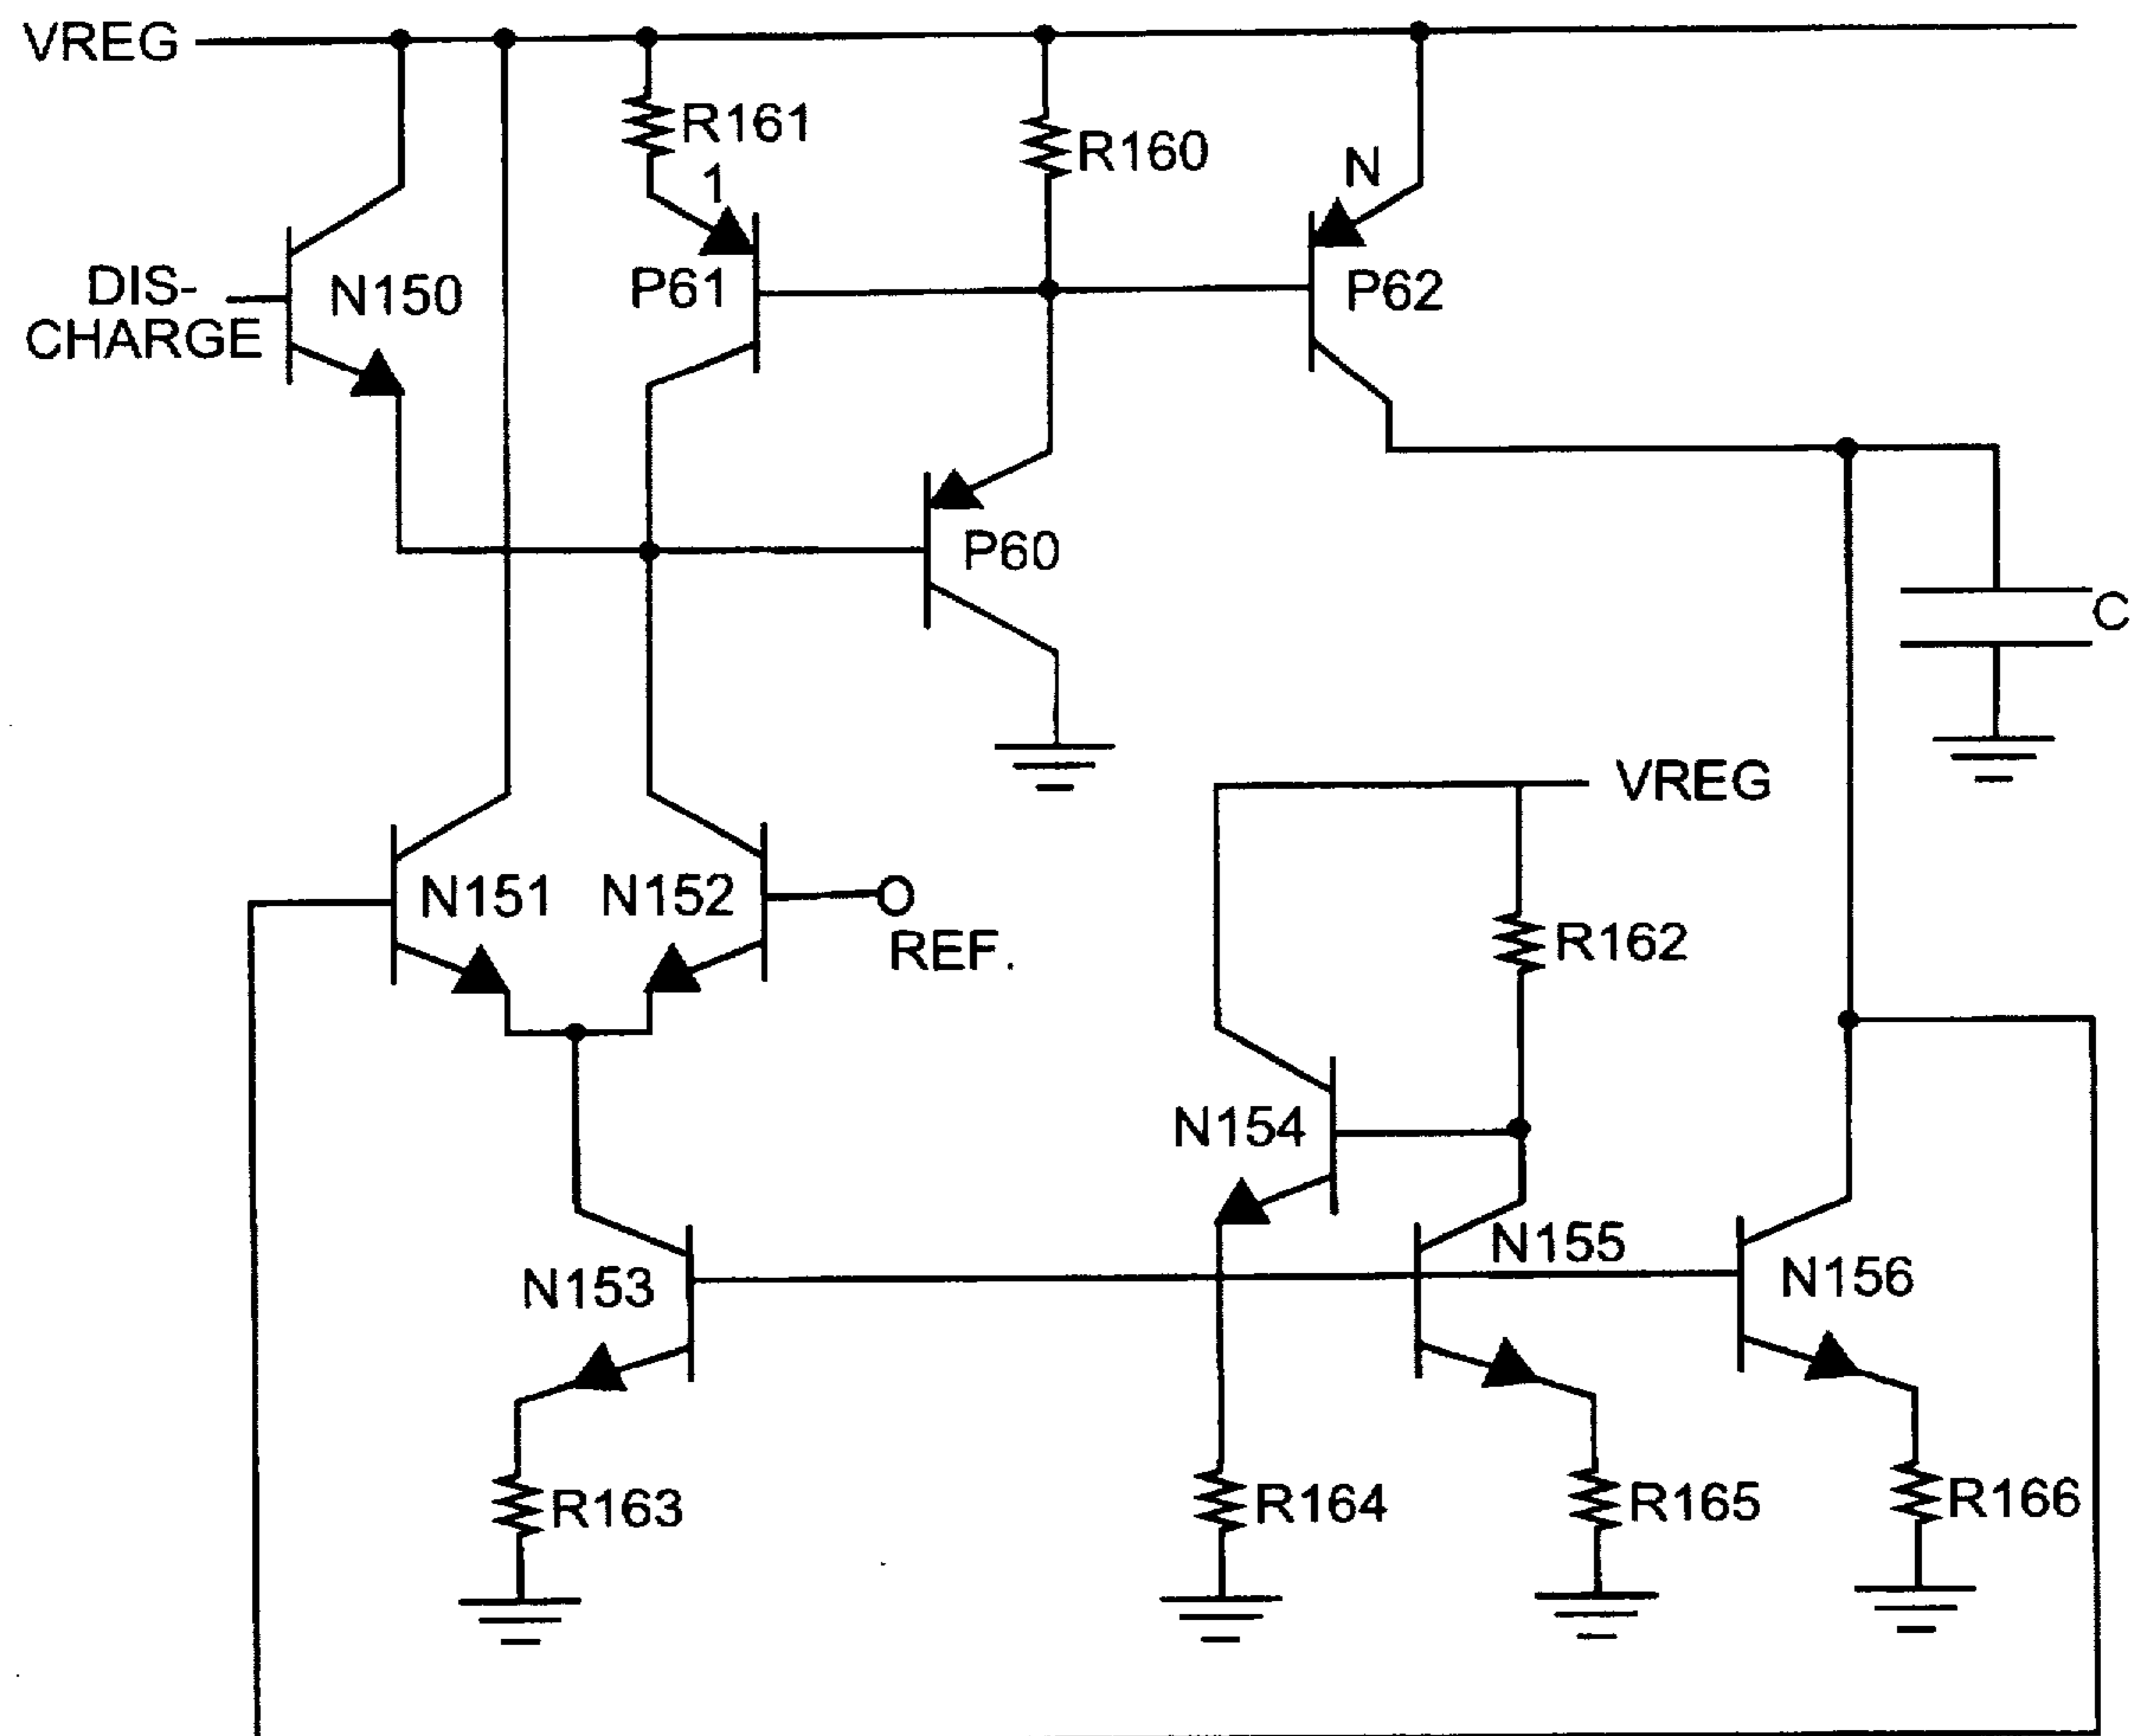 VREG
R161
R160
1
N
DIS-
CHARGE
N150
P61
P62
P60
C
VREG
N151
N152
REF.
R162
N154
N155
N153
N156
R163
R164
R165
R166